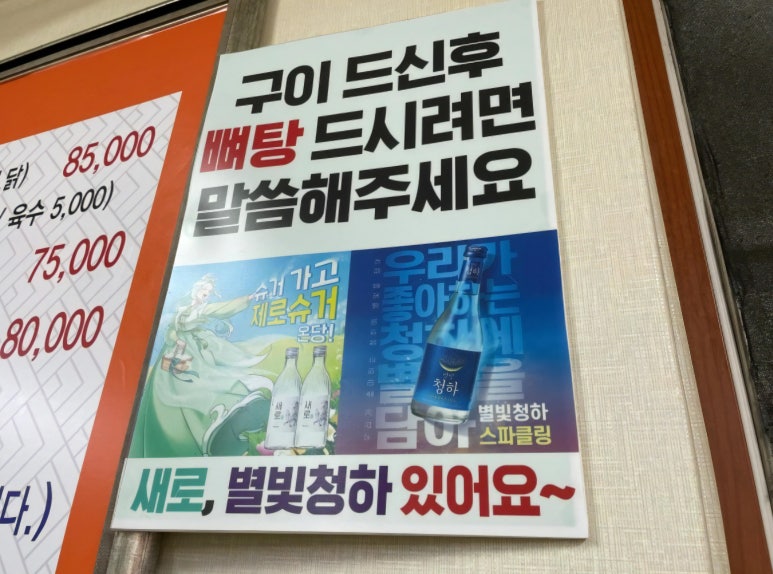 닭) 85,000
육수 5,000)
75,000
80,000
다.)
구이 드신후
뼈탕 드시려면
말씀해주세요
슈거 가고
제로슈거
온당!
새로
새로
우리가
좋아하는
청하에
별빛을
담아
청하
별빛청하
스파클링
새로, 별빛청하 있어요~